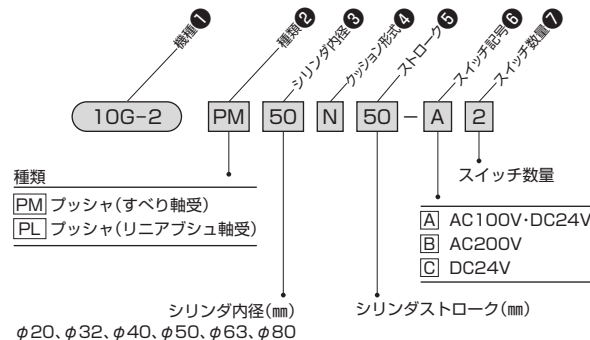 機種❶
種類❷
シリンダ内径❸
クッション形式❹
ストローク❺
スイッチ記号❻
スイッチ数量❼
10G-2 PM 50 N 50 - A 2
種類
PM プッシャ(すべり軸受)
PL プッシャ(リニアブシュ軸受)
スイッチ数量
A AC100V・DC24V
B AC200V
C DC24V
シリンダ内径(㎜)
φ20、φ32、φ40、φ50、φ63、φ80
シリンダストローク(㎜)